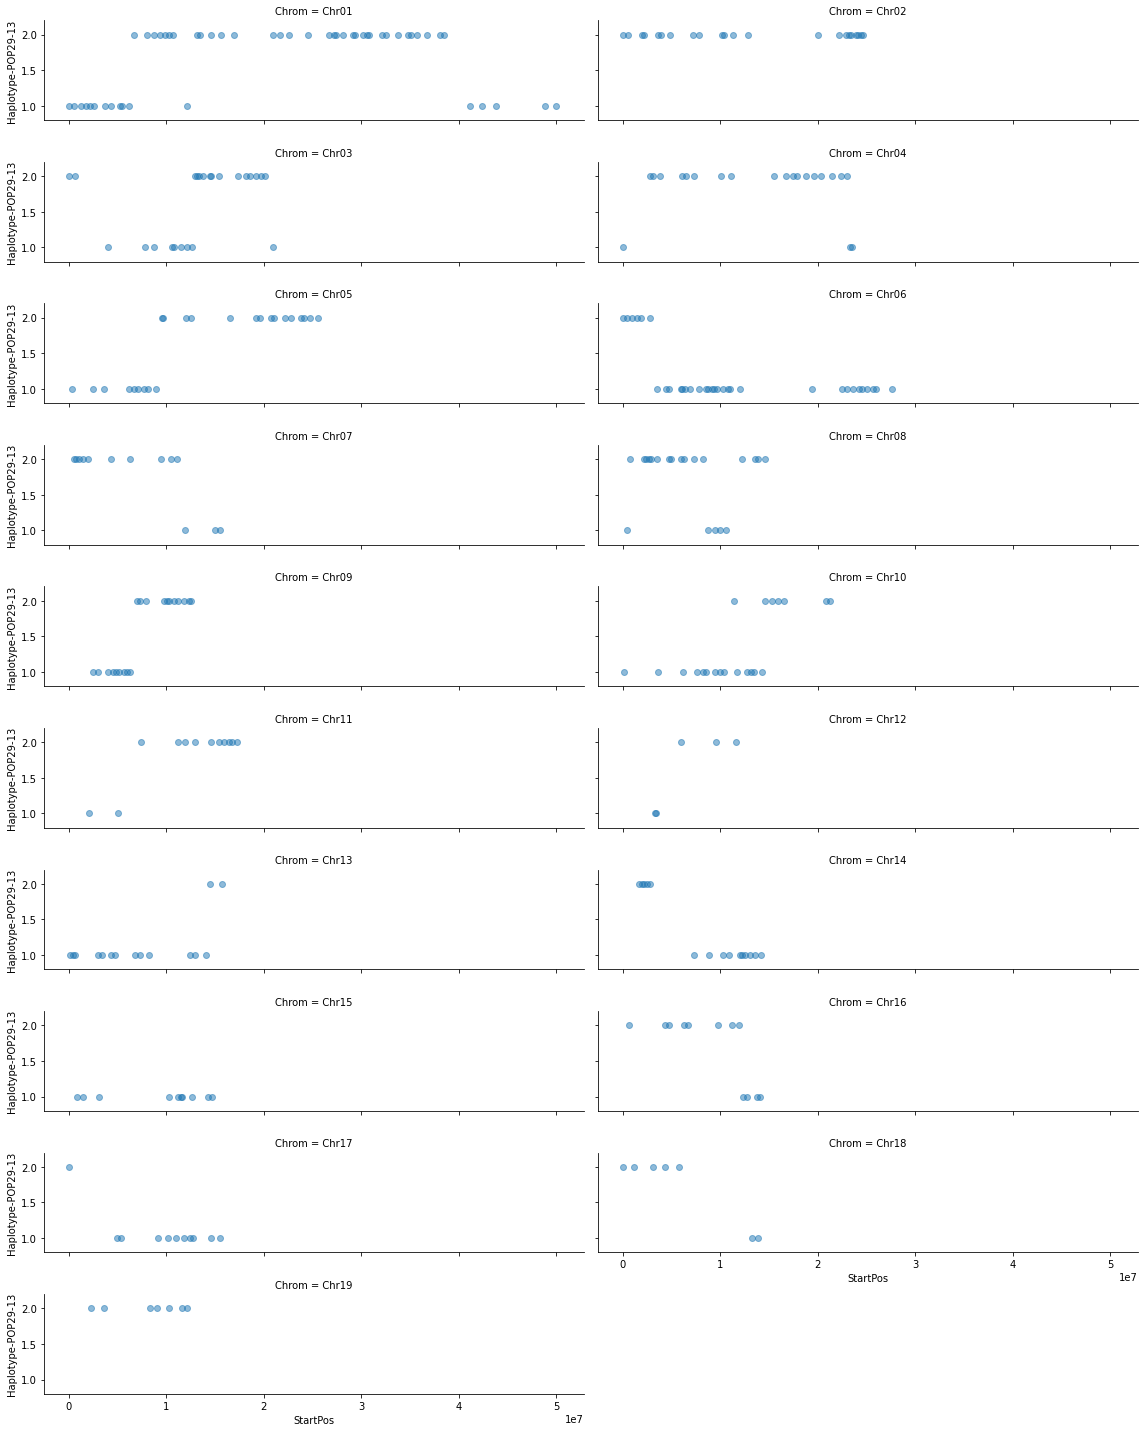 Chrom = Chr01
Chrom = Chr02
Haplotype-POP29-13
2.0
1.5
1.0
Chrom = Chr03
Chrom = Chr04
Haplotype-POP29-13
2.0
1.5
1.0
Chrom = Chr05
Chrom = Chr06
Haplotype-POP29-13
2.0
1.5
1.0
Chrom = Chr07
Chrom = Chr08
Haplotype-POP29-13
2.0
1.5
1.0
Chrom = Chr09
Chrom = Chr10
Haplotype-POP29-13
2.0
1.5
1.0
Chrom = Chr11
Chrom = Chr12
Haplotype-POP29-13
2.0
1.5
1.0
Chrom = Chr13
Chrom = Chr14
Haplotype-POP29-13
2.0
1.5
1.0
Chrom = Chr15
Chrom = Chr16
Haplotype-POP29-13
2.0
1.5
1.0
Chrom = Chr17
Chrom = Chr18
Haplotype-POP29-13
2.0
1.5
1.0
0 1 2 3 4 5
StartPos
1e7
Chrom = Chr19
Haplotype-POP29-13
2.0
1.5
1.0
0 1 2 3 4 5
StartPos
1e7